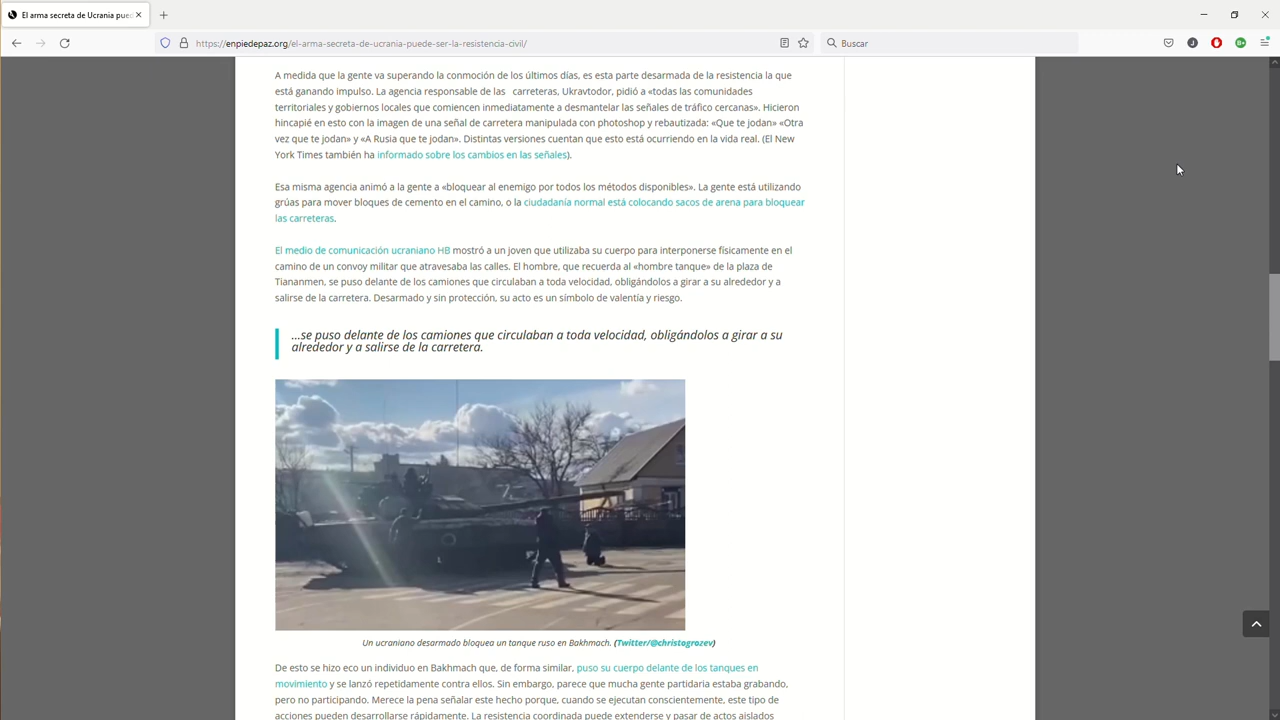 El arma secreta de Ucrania pued
https://enpiedepaz.org/el-arma-secreta-de-ucrania-puede-ser-la-resistencia-civil/
Buscar
A medida que la gente va superando la conmoción de los últimos días, es esta parte desarmada de la resistencia la que
está ganando impulso. La agencia responsable de las carreteras, Ukravtodor, pidió a «todas las comunidades
territoriales y gobiernos locales que comiencen inmediatamente a desmantelar las señales de tráfico cercanas». Hicieron
hincapié en esto con la imagen de una señal de carretera manipulada con photoshop y rebautizada: «Que te jodan» «Otra
vez que te jodan» y «A Rusia que te jodan». Distintas versiones cuentan que esto está ocurriendo en la vida real. (El New
York Times también ha informado sobre los cambios en las señales).
Esa misma agencia animó a la gente a «bloquear al enemigo por todos los métodos disponibles». La gente está utilizando
grúas para mover bloques de cemento en el camino, o la ciudadanía normal está colocando sacos de arena para bloquear
las carreteras.
El medio de comunicación ucraniano HB mostró a un joven que utilizaba su cuerpo para interponerse físicamente en el
camino de un convoy militar que atravesaba las calles. El hombre, que recuerda al «hombre tanque» de la plaza de
Tiananmen, se puso delante de los camiones que circulaban a toda velocidad, obligándolos a girar a su alrededor y a
salirse de la carretera. Desarmado y sin protección, su acto es un símbolo de valentía y riesgo.
...se puso delante de los camiones que circulaban a toda velocidad, obligándolos a girar a su
alrededor y a salirse de la carretera.
Un ucraniano desarmado bloquea un tanque ruso en Bakhmach. (Twitter/@christogrozev)
De esto se hizo eco un individuo en Bakhmach que, de forma similar, puso su cuerpo delante de los tanques en
movimiento y se lanzó repetidamente contra ellos. Sin embargo, parece que mucha gente partidaria estaba grabando,
pero no participando. Merece la pena señalar este hecho porque, cuando se ejecutan conscientemente, este tipo de
acciones pueden desarrollarse rápidamente. La resistencia coordinada puede extenderse y pasar de actos aislados